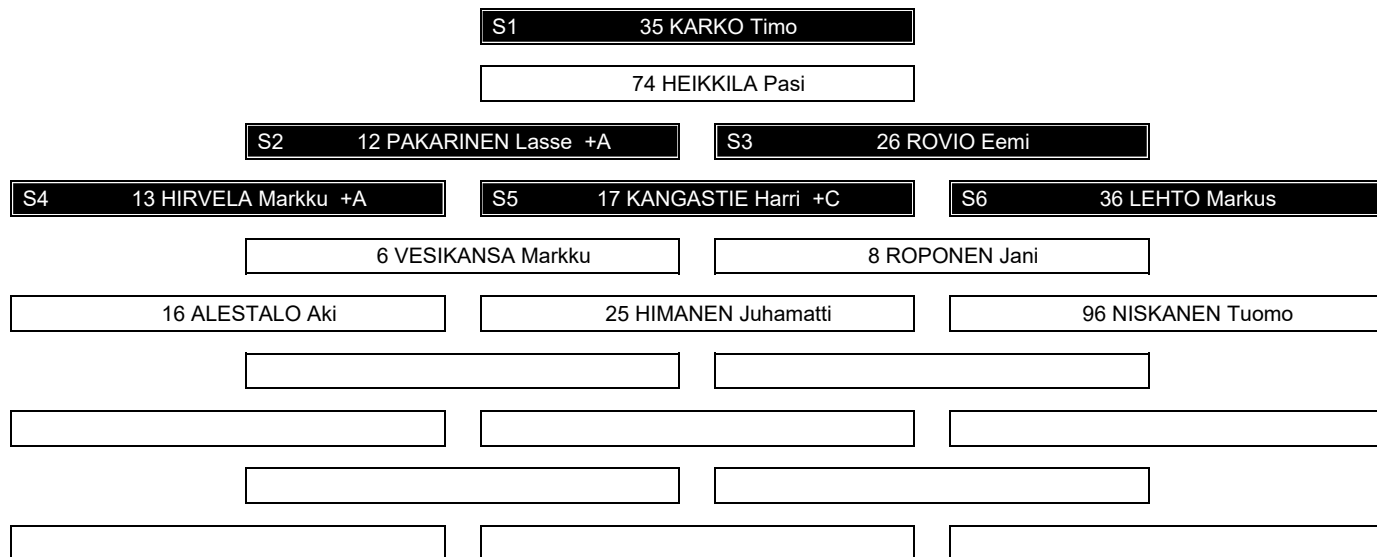 S1 35 KARKO Timo
74 HEIKKILA Pasi
S2 12 PAKARINEN Lasse +A S3 26 ROVIO Eemi
S4 13 HIRVELA Markku +A S5 17 KANGASTIE Harri +C S6 36 LEHTO Markus
6 VESIKANSA Markku 8 ROPONEN Jani
16 ALESTALO Aki 25 HIMANEN Juhamatti 96 NISKANEN Tuomo